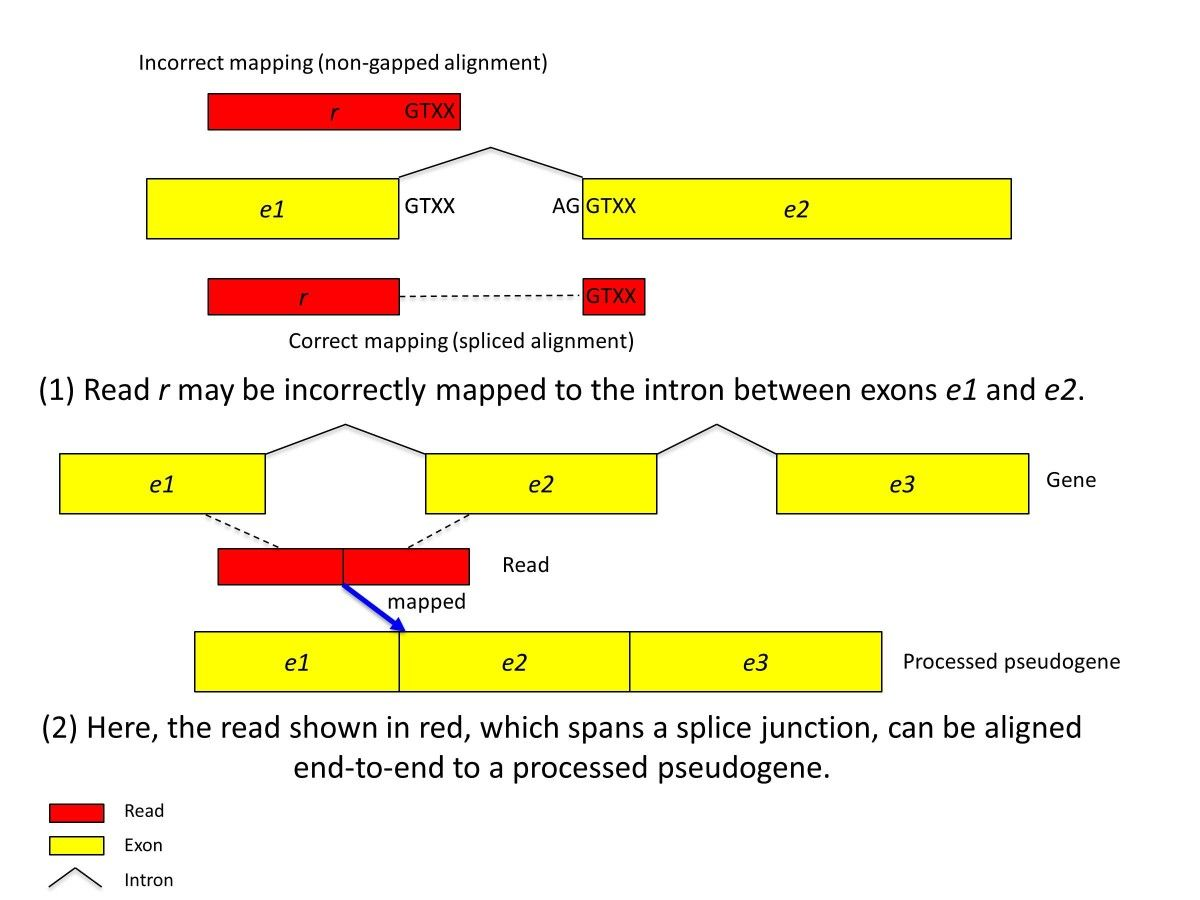 Incorrect mapping (non-gapped alignment)
r GTXX
e1 GTXX AG GTXX e2
r GTXX
Correct mapping (spliced alignment)
(1) Read r may be incorrectly mapped to the intron between exons e1 and e2.
e1 e2 e3 Gene
Read
mapped
e1 e2 e3 Processed pseudogene
(2) Here, the read shown in red, which spans a splice junction, can be aligned
end-to-end to a processed pseudogene.
Read
Exon
Intron